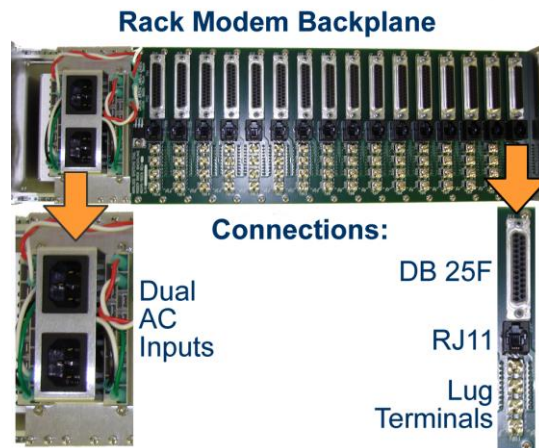 Rack Modem Backplane
Connections:
Dual
AC
Inputs
DB 25F
RJ11
Lug
Terminals